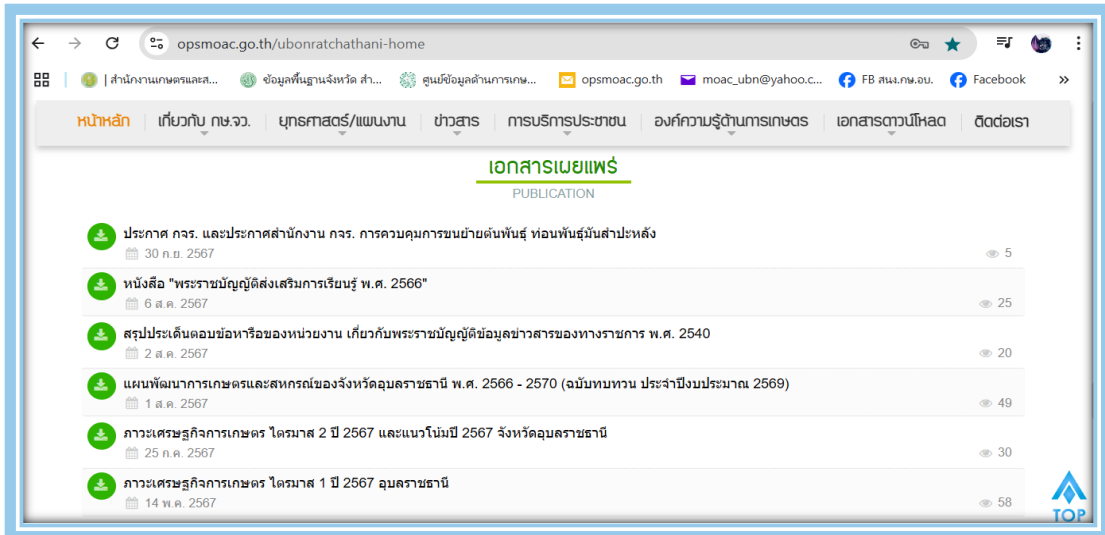 opsmoac.go.th/ubonratchathani-home
| สำนักงานเกษตรและส... ข้อมูลพื้นฐานจังหวัด สำ... ศูนย์ข้อมูลด้านการเกษ... opsmoac.go.th moac_ubn@yahoo.c... FB สนง.กษ.อบ. Facebook »
หน้าหลัก เกี่ยวกับ กษ.จว. ยุทธศาสตร์/แผนงาน ข่าวสาร การบริการประชาชน องค์ความรู้ด้านการเกษตร เอกสารดาวน์โหลด ติดต่อเรา
เอกสารเผยแพร่
PUBLICATION
ประกาศ กจร. และประกาศสำนักงาน กจร. การควบคุมการขนย้ายต้นพันธุ์ ท่อนพันธุ์มันสำปะหลัง
30 ก.ย. 2567 5
หนังสือ "พระราชบัญญัติส่งเสริมการเรียนรู้ พ.ศ. 2566"
6 ส.ค. 2567 25
สรุปประเด็นตอบข้อหารือของหน่วยงาน เกี่ยวกับพระราชบัญญัติข้อมูลข่าวสารของทางราชการ พ.ศ. 2540
2 ส.ค. 2567 20
แผนพัฒนาการเกษตรและสหกรณ์ของจังหวัดอุบลราชธานี พ.ศ. 2566 - 2570 (ฉบับทบทวน ประจำปีงบประมาณ 2569)
1 ส.ค. 2567 49
ภาวะเศรษฐกิจการเกษตร ไตรมาส 2 ปี 2567 และแนวโน้มปี 2567 จังหวัดอุบลราชธานี
25 ก.ค. 2567 30
ภาวะเศรษฐกิจการเกษตร ไตรมาส 1 ปี 2567 อุบลราชธานี
14 พ.ค. 2567 58
TOP